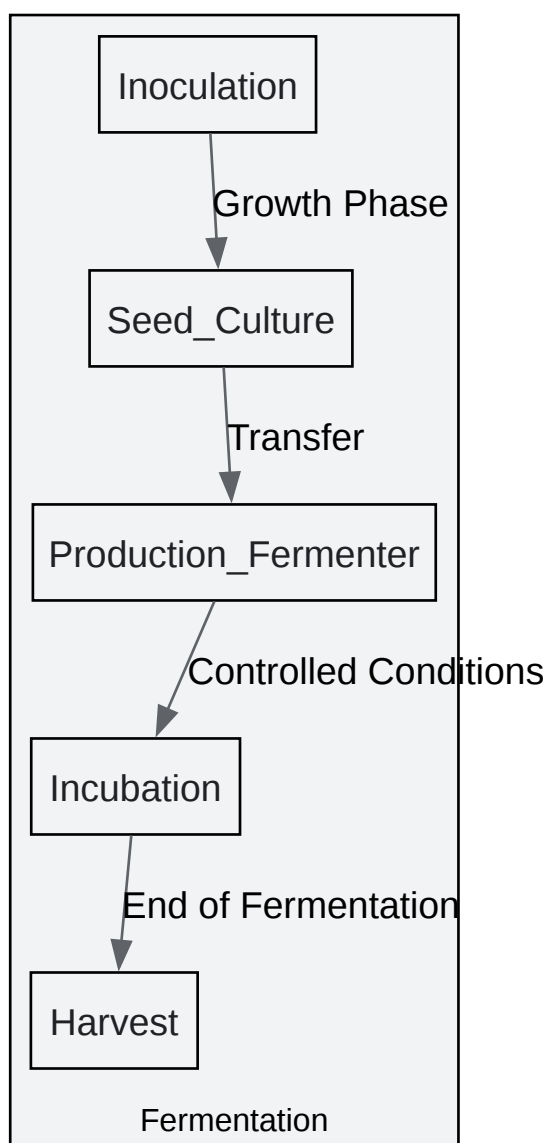 Inoculation
Growth Phase
Seed_Culture
Transfer
Production_Fermenter
Controlled Conditions
Incubation
End of Fermentation
Harvest
Fermentation